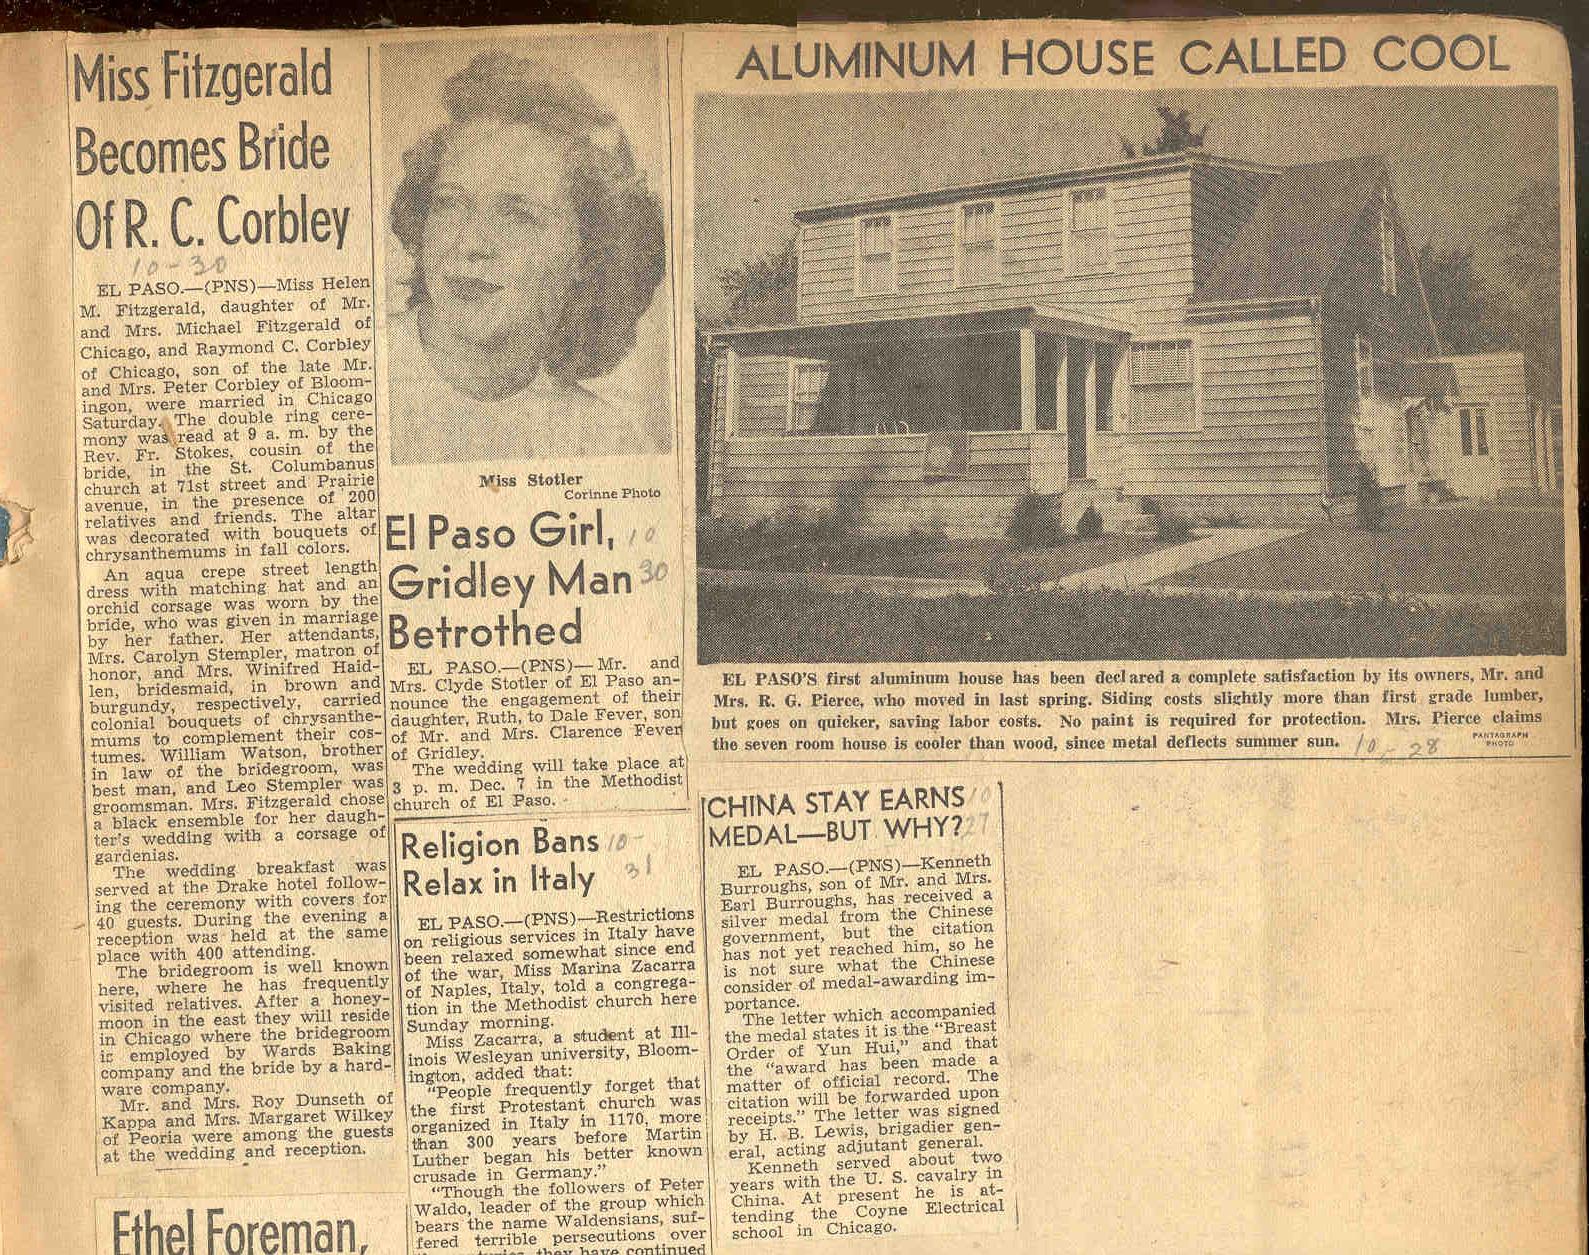 Miss Fitzgerald
Becomes Bride
Of R. C. Corbley
10-30
EL PASO.—(PNS)—Miss Helen
M. Fitzgerald, daughter of Mr.
and Mrs. Michael Fitzgerald of
Chicago, and Raymond C. Corbley
of Chicago, son of the late Mr.
and Mrs. Peter Corbley of Bloom-
ingon, were married in Chicago
Saturday. The double ring cere-
mony was read at 9 a. m. by the
Rev. Fr. Stokes, cousin of the
bride, in the St. Columbanus
church at 71st street and Prairie
avenue, in the presence of 200
relatives and friends. The altar
was decorated with bouquets of
chrysanthemums in fall colors.
An aqua crepe street length
dress with matching hat and an
orchid corsage was worn by the
bride, who was given in marriage
by her father. Her attendants,
Mrs. Carolyn Stempler, matron of
honor, and Mrs. Winifred Haid-
len, bridesmaid, in brown and
burgundy, respectively, carried
colonial bouquets of chrysanthe-
mums to complement their cos-
tumes. William Watson, brother
in law of the bridegroom, was
best man, and Leo Stempler was
groomsman. Mrs. Fitzgerald chose
a black ensemble for her daugh-
ter's wedding with a corsage of
gardenias.
The wedding breakfast was
served at the Drake hotel follow-
ing the ceremony with covers for
40 guests. During the evening a
reception was held at the same
place with 400 attending.
The bridegroom is well known
here, where he has frequently
visited relatives. After a honey-
moon in the east they will reside
in Chicago where the bridegroom
is employed by Wards Baking
company and the bride by a hard-
ware company.
Mr. and Mrs. Roy Dunseth of
Kappa and Mrs. Margaret Wilkey
of Peoria were among the guests
at the wedding and reception.
Ethel Foreman,
Miss Stotler
Corinne Photo
El Paso Girl, 10
Gridley Man 30
Betrothed
EL PASO.—(PNS)—Mr. and
Mrs. Clyde Stotler of El Paso an-
nounce the engagement of their
daughter, Ruth, to Dale Fever, son
of Mr. and Mrs. Clarence Fever
of Gridley.
The wedding will take place at
3 p. m. Dec. 7 in the Methodist
church of El Paso.
Religion Bans 10-
Relax in Italy 31
EL PASO.—(PNS)—Restrictions
on religious services in Italy have
been relaxed somewhat since end
of the war, Miss Marina Zacarra
of Naples, Italy, told a congrega-
tion in the Methodist church here
Sunday morning.
Miss Zacarra, a student at Ill-
inois Wesleyan university, Bloom-
ington, added that:
"People frequently forget that
the first Protestant church was
organized in Italy in 1170, more
than 300 years before Martin
Luther began his better known
crusade in Germany."
"Though the followers of Peter
Waldo, leader of the group which
bears the name Waldensians, suf-
fered terrible persecutions over
they have continued
ALUMINUM HOUSE CALLED COOL
EL PASO'S first aluminum house has been declared a complete satisfaction by its owners, Mr. and
Mrs. R. G. Pierce, who moved in last spring. Siding costs slightly more than first grade lumber,
but goes on quicker, saving labor costs. No paint is required for protection. Mrs. Pierce claims
the seven room house is cooler than wood, since metal deflects summer sun. 10-28
PANTAGRAPH
PHOTO
CHINA STAY EARNS 10
MEDAL—BUT WHY? 27
EL PASO.—(PNS)—Kenneth
Burroughs, son of Mr. and Mrs.
Earl Burroughs, has received a
silver medal from the Chinese
government, but the citation
has not yet reached him, so he
is not sure what the Chinese
consider of medal-awarding im-
portance.
The letter which accompanied
the medal states it is the "Breast
Order of Yun Hui," and that
the "award has been made a
matter of official record. The
citation will be forwarded upon
receipts." The letter was signed
by H. B. Lewis, brigadier gen-
eral, acting adjutant general.
Kenneth served about two
years with the U. S. cavalry in
China. At present he is at-
tending the Coyne Electrical
school in Chicago.